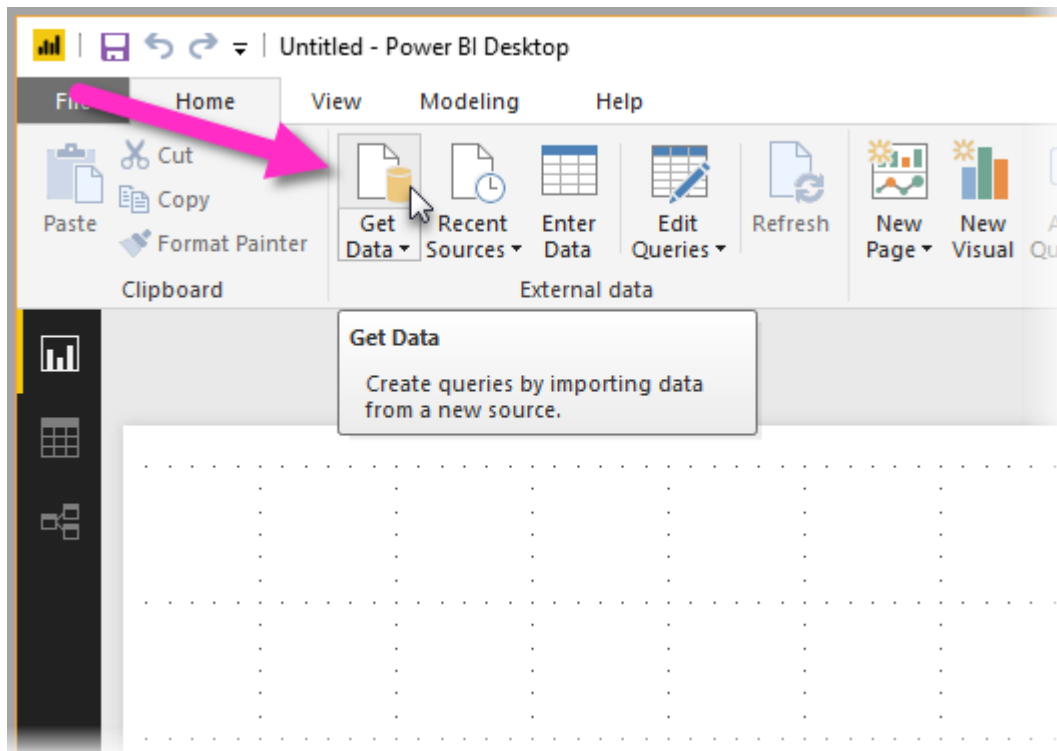 Untitled - Power BI Desktop
Home View Modeling Help
Cut
Copy
Paste
Format Painter
Get Data
Recent Sources
Enter Data
Edit Queries
Refresh
New Page
New Visual
Clipboard
External data
Get Data
Create queries by importing data
from a new source.